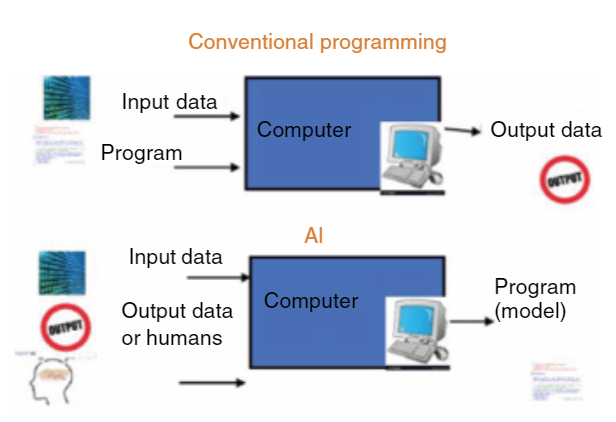 Conventional programming
Input data
Program
Computer
Output data
OUTPUT
AI
Input data
Output data
or humans
OUTPUT
Computer
Program
(model)